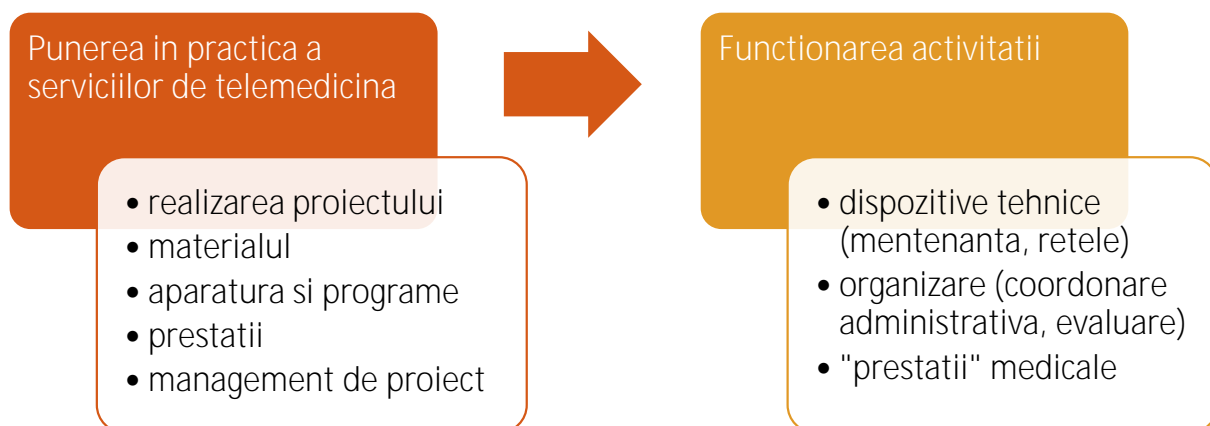 Punerea in practica a
serviciilor de telemedicina
• realizarea proiectului
• materialul
• aparatura si programe
• prestatii
• management de proiect
Functionarea activitatii
• dispozitive tehnice
(mentenanta, retele)
• organizare (coordonare
administrativa, evaluare)
• "prestatii" medicale